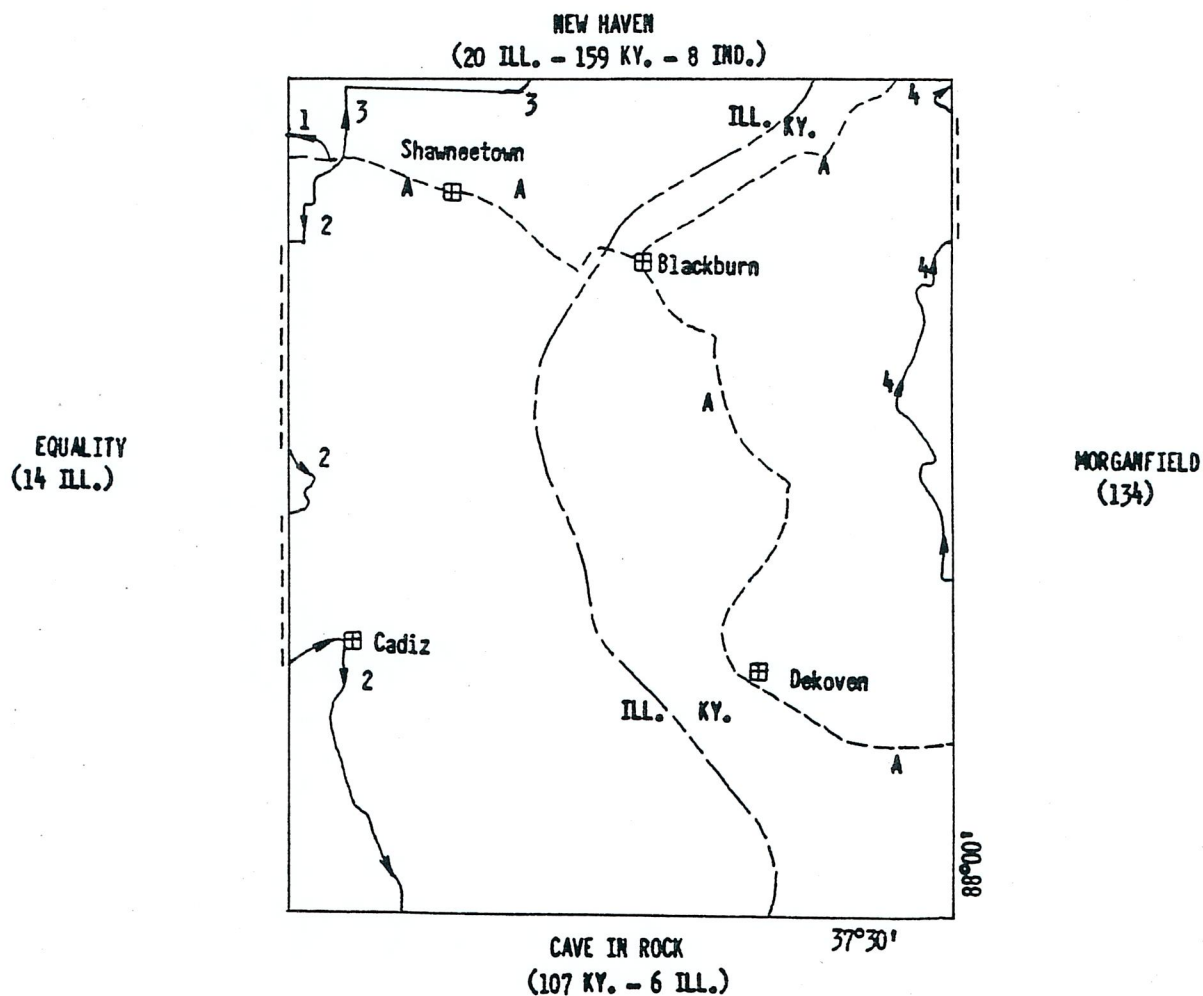 NEW HAVEN
(20 ILL. - 159 KY. - 8 IND.)
4
3
3
1
ILL. KY.
Shawneetown
A
A
A
2
Blackburn
4
4
A
EQUALITY
(14 ILL.)
2
MORGANFIELD
(134)
Cadiz
2
Dekoven
ILL. KY.
A
88°00'
37°30'
CAVE IN ROCK
(107 KY. - 6 ILL.)